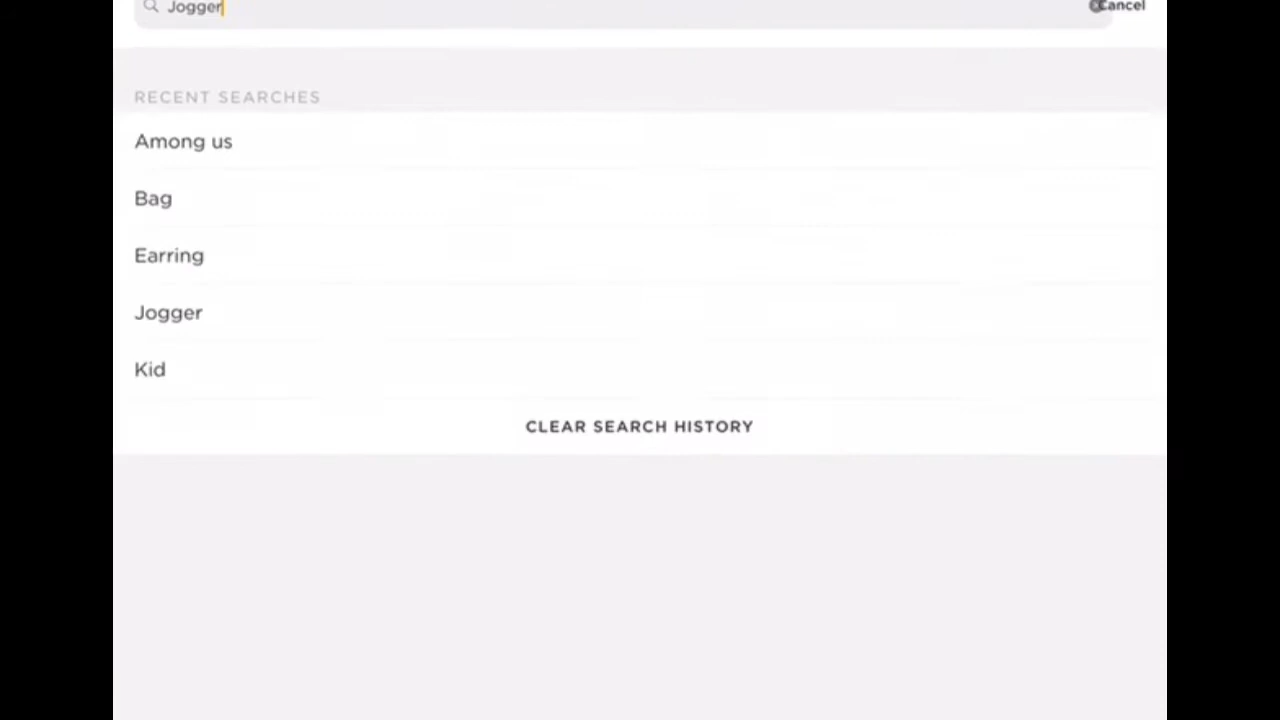 Jogger
Cancel
RECENT SEARCHES
Among us
Bag
Earring
Jogger
Kid
CLEAR SEARCH HISTORY